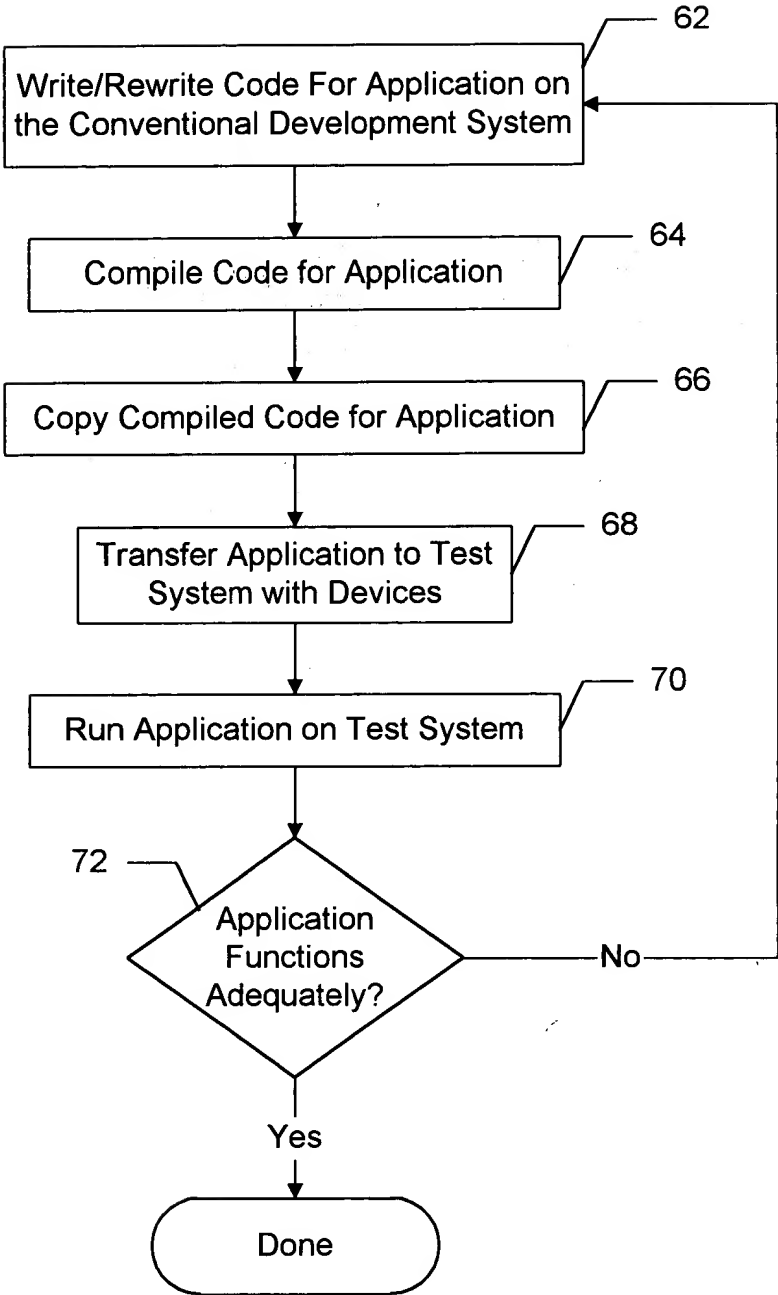 62
Write/Rewrite Code For Application on
the Conventional Development System
64
Compile Code for Application
66
Copy Compiled Code for Application
68
Transfer Application to Test
System with Devices
70
Run Application on Test System
72
Application
Functions
Adequately?
No
Yes
Done